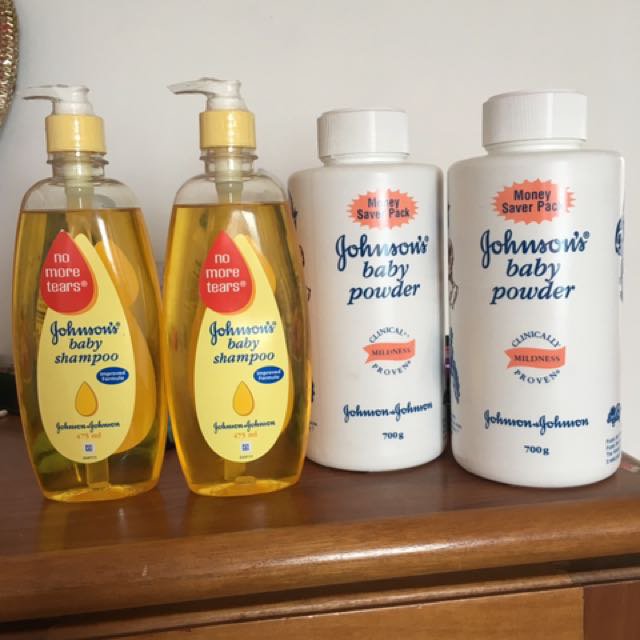 no
more
tears®
Johnson's®
baby
shampoo
Improved
Formula
Johnson & Johnson
475 ml
no
more
tears®
Johnson's®
baby
shampoo
Improved
Formula
Johnson & Johnson
475 ml
Money
Saver Pack
Johnson's®
baby
powder
CLINICALLY
MILDNESS
PROVEN®
Johnson & Johnson
700 g
Money
Saver Pack
Johnson's®
baby
powder
CLINICALLY
MILDNESS
PROVEN®
Johnson & Johnson
700 g